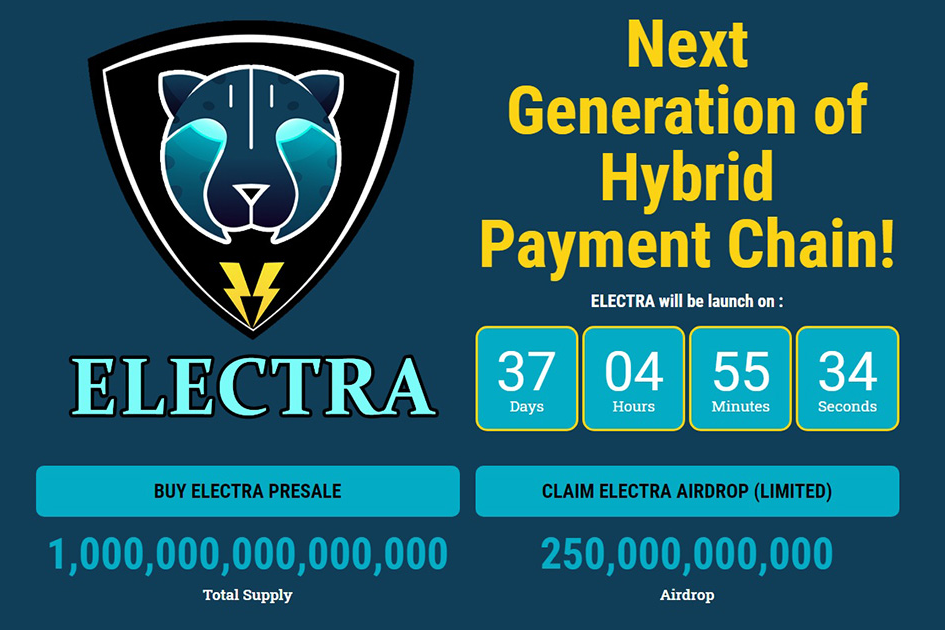 ELECTRA
Next
Generation of
Hybrid
Payment Chain!
ELECTRA will be launch on :
37
Days
04
Hours
55
Minutes
34
Seconds
BUY ELECTRA PRESALE
CLAIM ELECTRA AIRDROP (LIMITED)
1,000,000,000,000,000
Total Supply
250,000,000,000
Airdrop